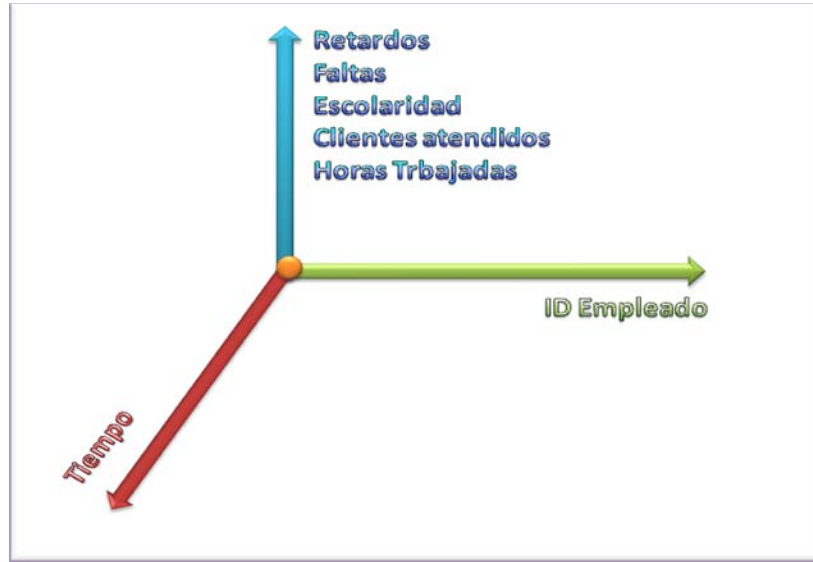 Retardos
Faltas
Escolaridad
Clientes atendidos
Horas Trbajadas
ID Empleado
Tiempo